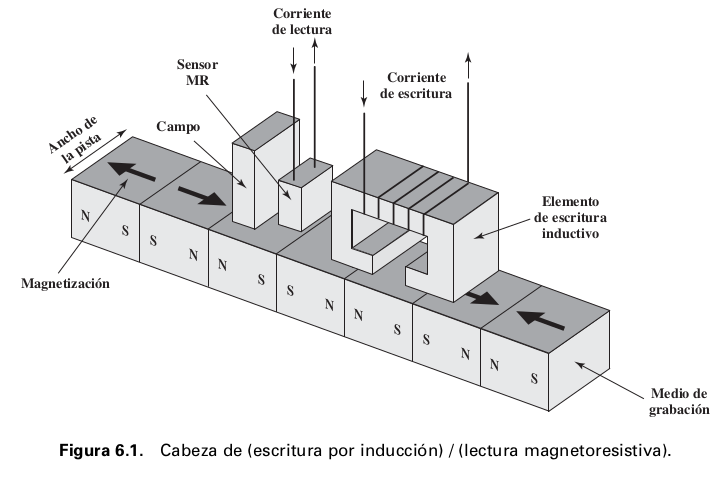 Corriente
de lectura
Sensor
MR
Corriente
de escritura
Ancho de
la pista
Campo
Elemento
de escritura
inductivo
N S S N N S S N N S S N N S
Magnetización
Medio de
grabación
Figura 6.1. Cabeza de (escritura por inducción) / (lectura magnetoresistiva).